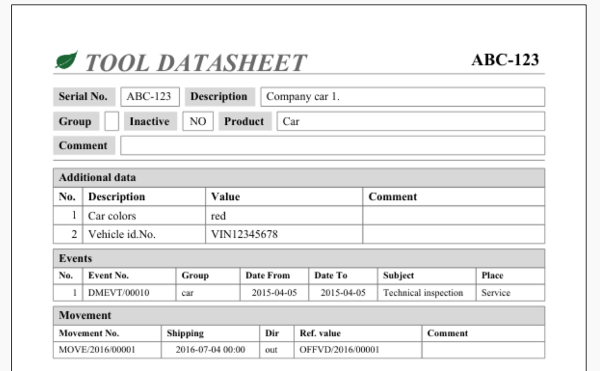 TOOL DATASHEET ABC-123
Serial No. ABC-123 Description Company car 1.
Group Inactive NO Product Car
Comment
Additional data
No. Description Value Comment
1 Car colors red
2 Vehicle id.No. VIN12345678
Events
No. Event No. Group Date From Date To Subject Place
1 DMEVT/00010 car 2015-04-05 2015-04-05 Technical inspection Service
Movement
Movement No. Shipping Dir Ref. value Comment
MOVE/2016/00001 2016-07-04 00:00 out OFFVD/2016/00001